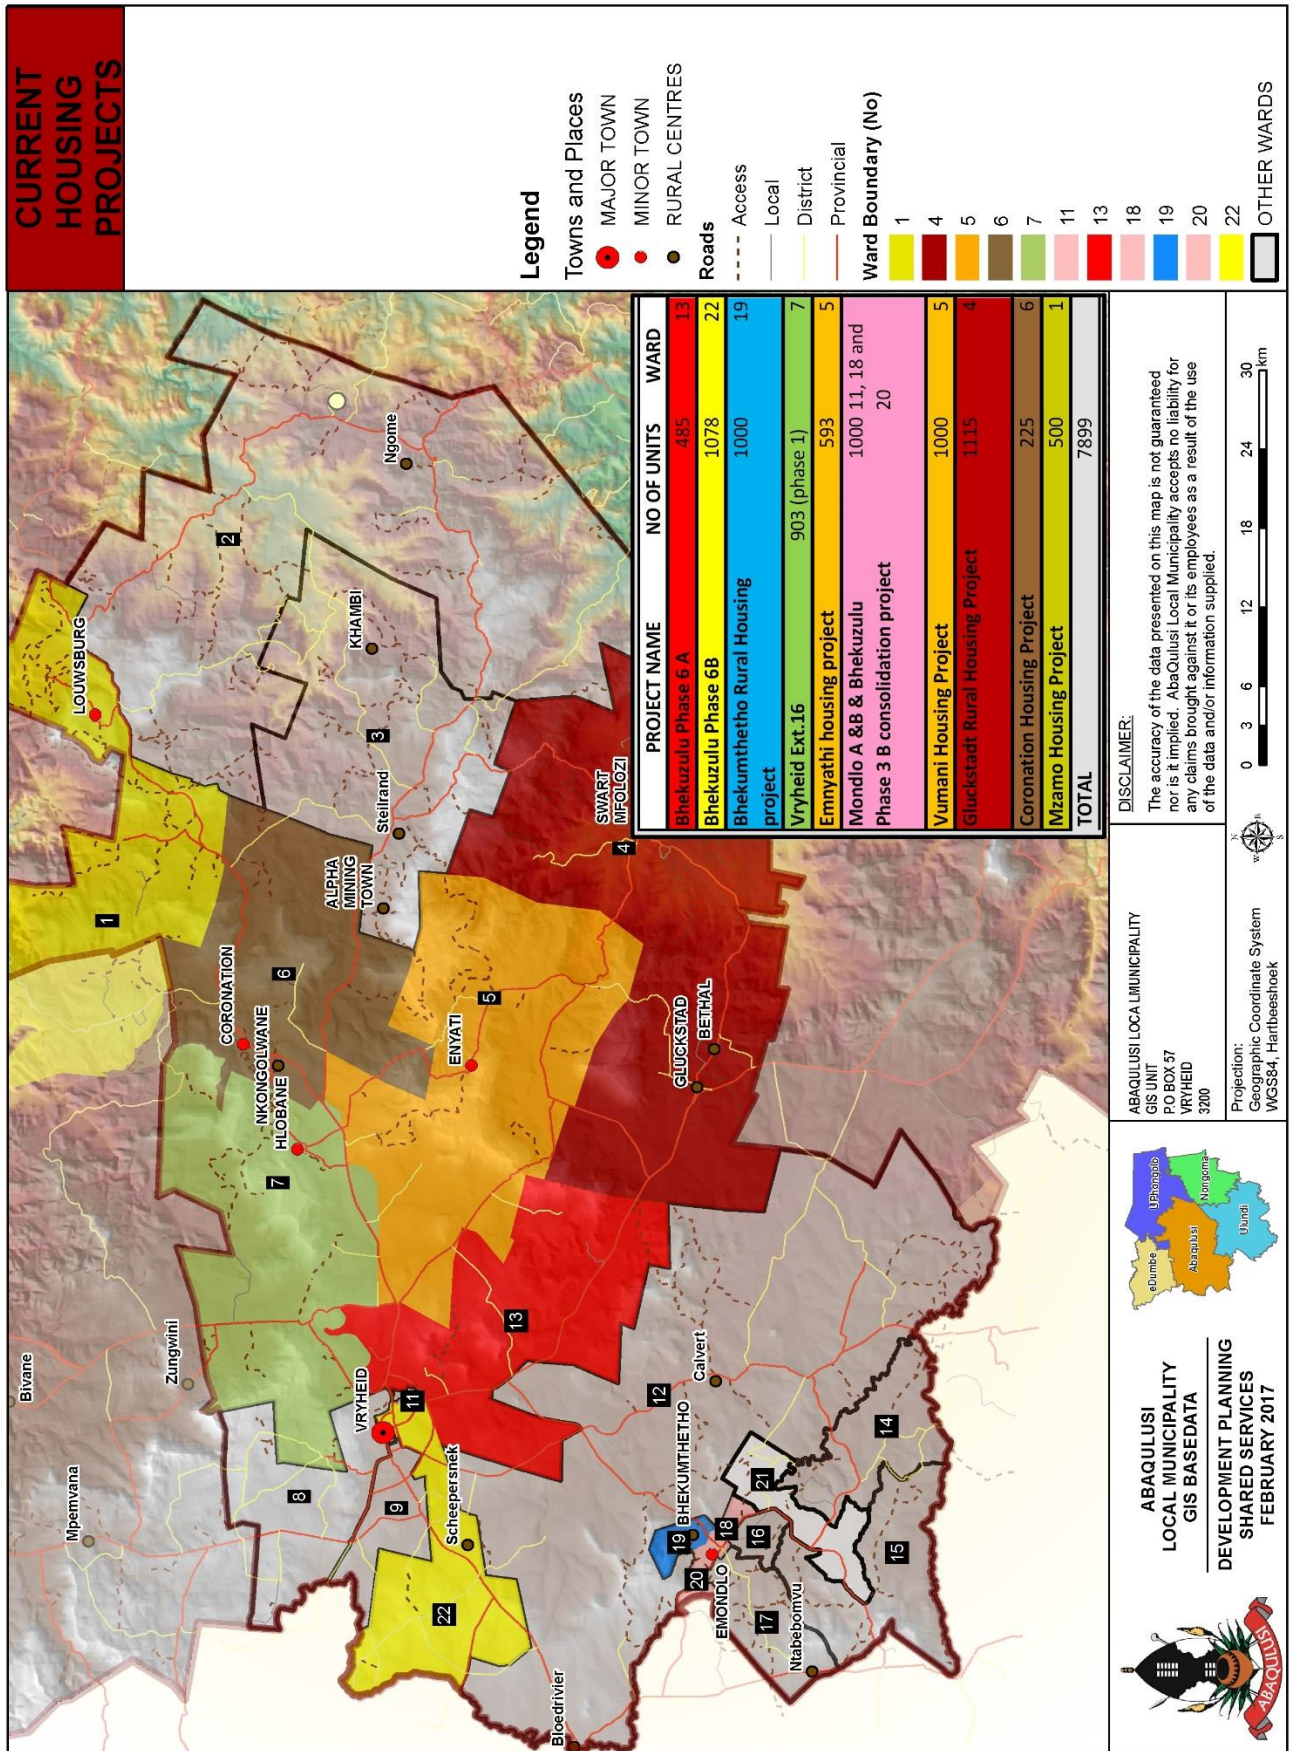 CURRENT
HOUSING
PROJECTS
Legend
Towns and Places
MAJOR TOWN
MINOR TOWN
RURAL CENTRES
Roads
Access
Local
District
Provincial
Ward Boundary (No)
1
4
5
6
7
11
13
18
19
20
22
OTHER WARDS
Bivane
Mpemvana
Zungwini
LOUWSBURG
1
2
CORONATION
NKONGOLWANE
HLOBANE
6
7
8
VRYHEID
11
9
ALPHA
MINING
TOWN
Steilrand
3
KHAMBI
Ngome
ENYATI
5
22
Scheepersnek
13
SWART
MFOLOZI
4
GLUCKSTAD
BETHAL
12
Calvert
Bloedrivier
BHEKUMTHETHO
19
20
18
EMONDLO
16
21
17
Ntabebomvu
14
15
PROJECT NAME NO OF UNITS WARD
Bhekuzulu Phase 6 A 485 13
Bhekuzulu Phase 6B 1078 22
Bhekumthetho Rural Housing 1000 19
project
Vryheid Ext.16 903 (phase 1) 7
Emnyathi housing project 593 5
Mondlo A &B & Bhekuzulu 1000 11, 18 and
Phase 3 B consolidation project 20
Vumani Housing Project 1000 5
Gluckstadt Rural Housing Project 1115 4
Coronation Housing Project 225 6
Mzamo Housing Project 500 1
TOTAL 7899
ABAQULUSI
LOCAL MUNICIPALITY
GIS BASEDATA
DEVELOPMENT PLANNING
SHARED SERVICES
FEBRUARY 2017
ABAQULUSI
eDumbe
UPhongolo
Abaqulusi
Nongoma
Ulundi
ABAQULUSI LOCA LMUNICIPALITY
GIS UNIT
P.O BOX 57
VRYHEID
3200
Projection:
Geographic Coordinate System
WGS84, Hartbeeshoek
DISCLAIMER:
The accuracy of the data presented on this map is not guaranteed
nor is it implied. AbaQulusi Local Municipality accepts no liability for
any claims brought against it or its employees as a result of the use
of the data and/or information supplied.
N
W
S
0 3 6 12 18 24 30
km